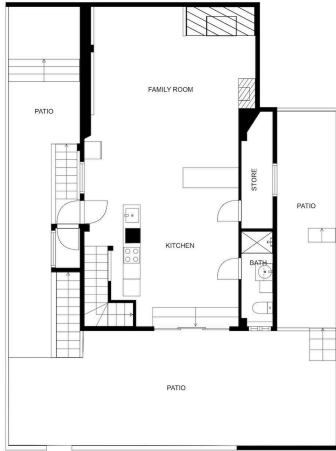 FAMILY ROOM
PATIO
STORE
PATIO
KITCHEN
BATH
PATIO